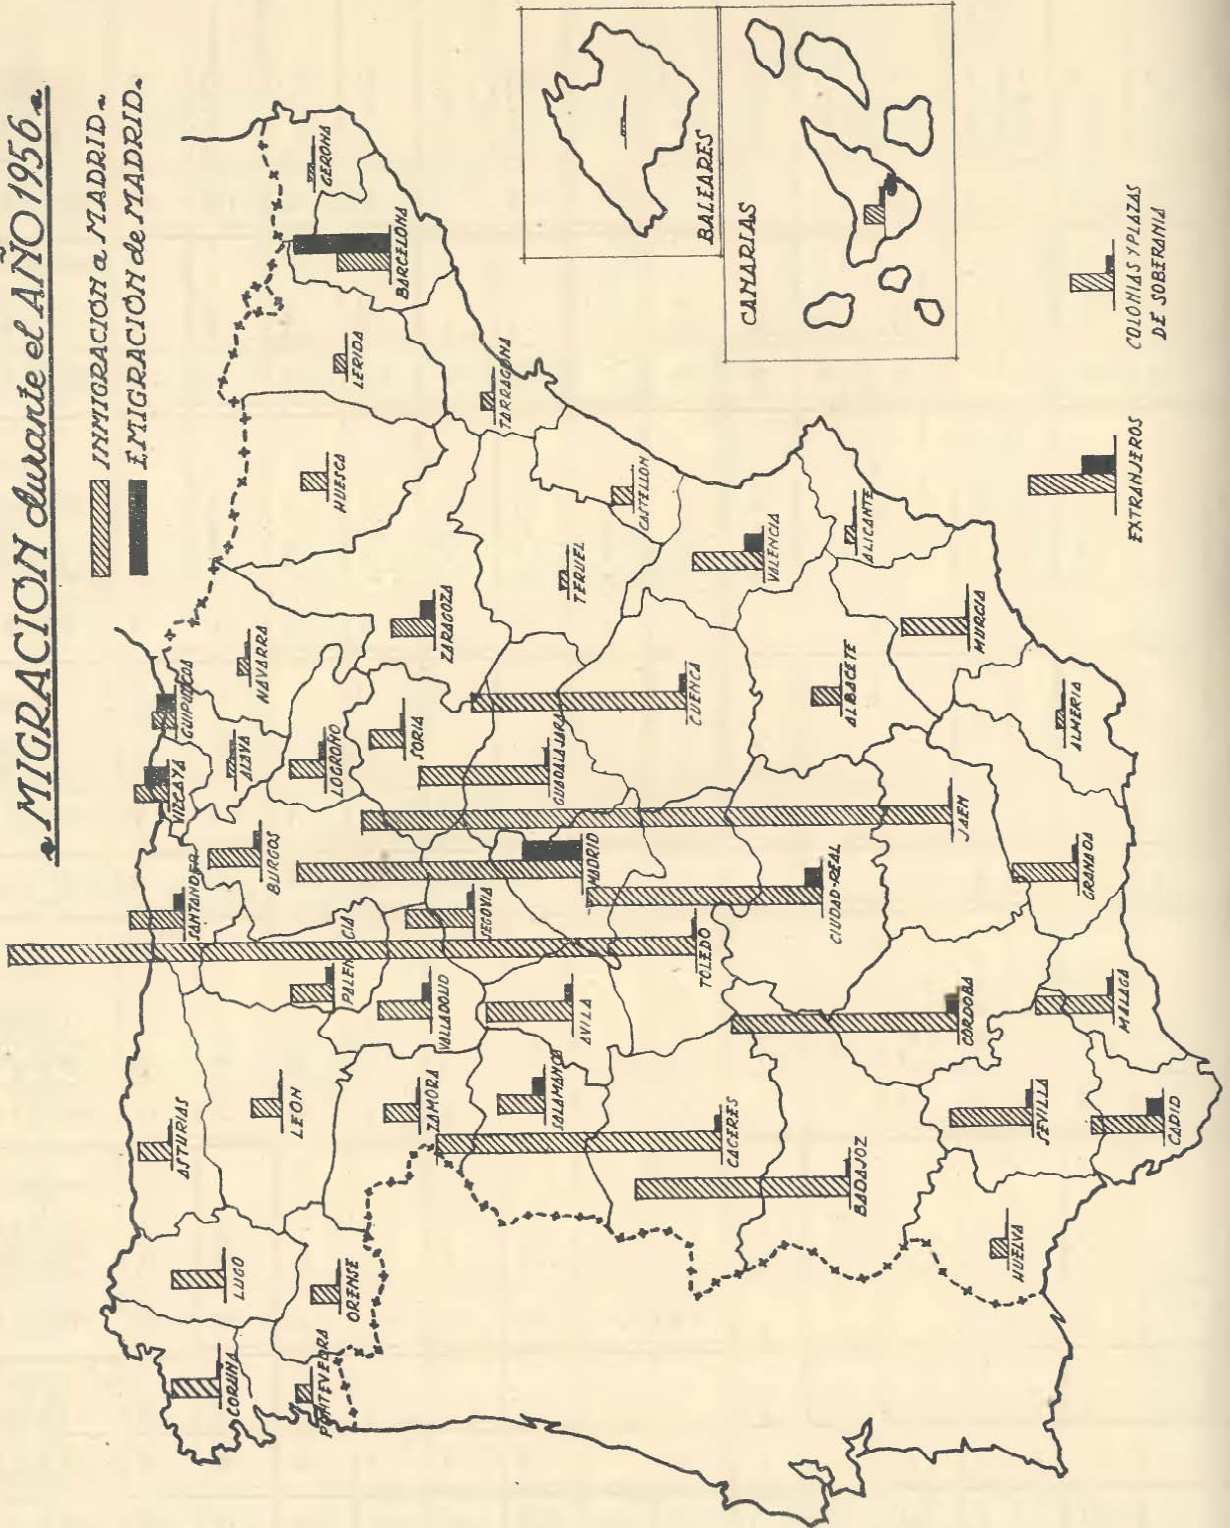 MIGRACION durante el AÑO 1956
INMIGRACIÓN a MADRID.
EMIGRACIÓN de MADRID.
ASTURIAS
SANTANDER
VIZCAYA
GUIPUZCOA
CORUÑA
LUGO
ALAVA
NAVARRA
BURGOS
LEÓN
PONTEVEDRA
ORENSE
PALENCIA
LOGROÑO
HUESCA
LERIDA
GERONA
BARCELONA
ZAMORA
VALLADOLID
SORIA
ZARAGOZA
SEGOVIA
TARRAGONA
SALAMANCA
AVILA
MADRID
GUADALAJARA
TERUEL
CASTELLON
TOLEDO
CUENCA
BALEARES
CACERES
VALENCIA
CANARIAS
BADAJOZ
CIUDAD-REAL
ALBACETE
ALICANTE
CORDOBA
JAEN
MURCIA
HUELVA
SEVILLA
GRANADA
ALMERIA
CADID
MALAGA
EXTRANJEROS
COLONIAS Y PLAZAS
DE SOBERANIA